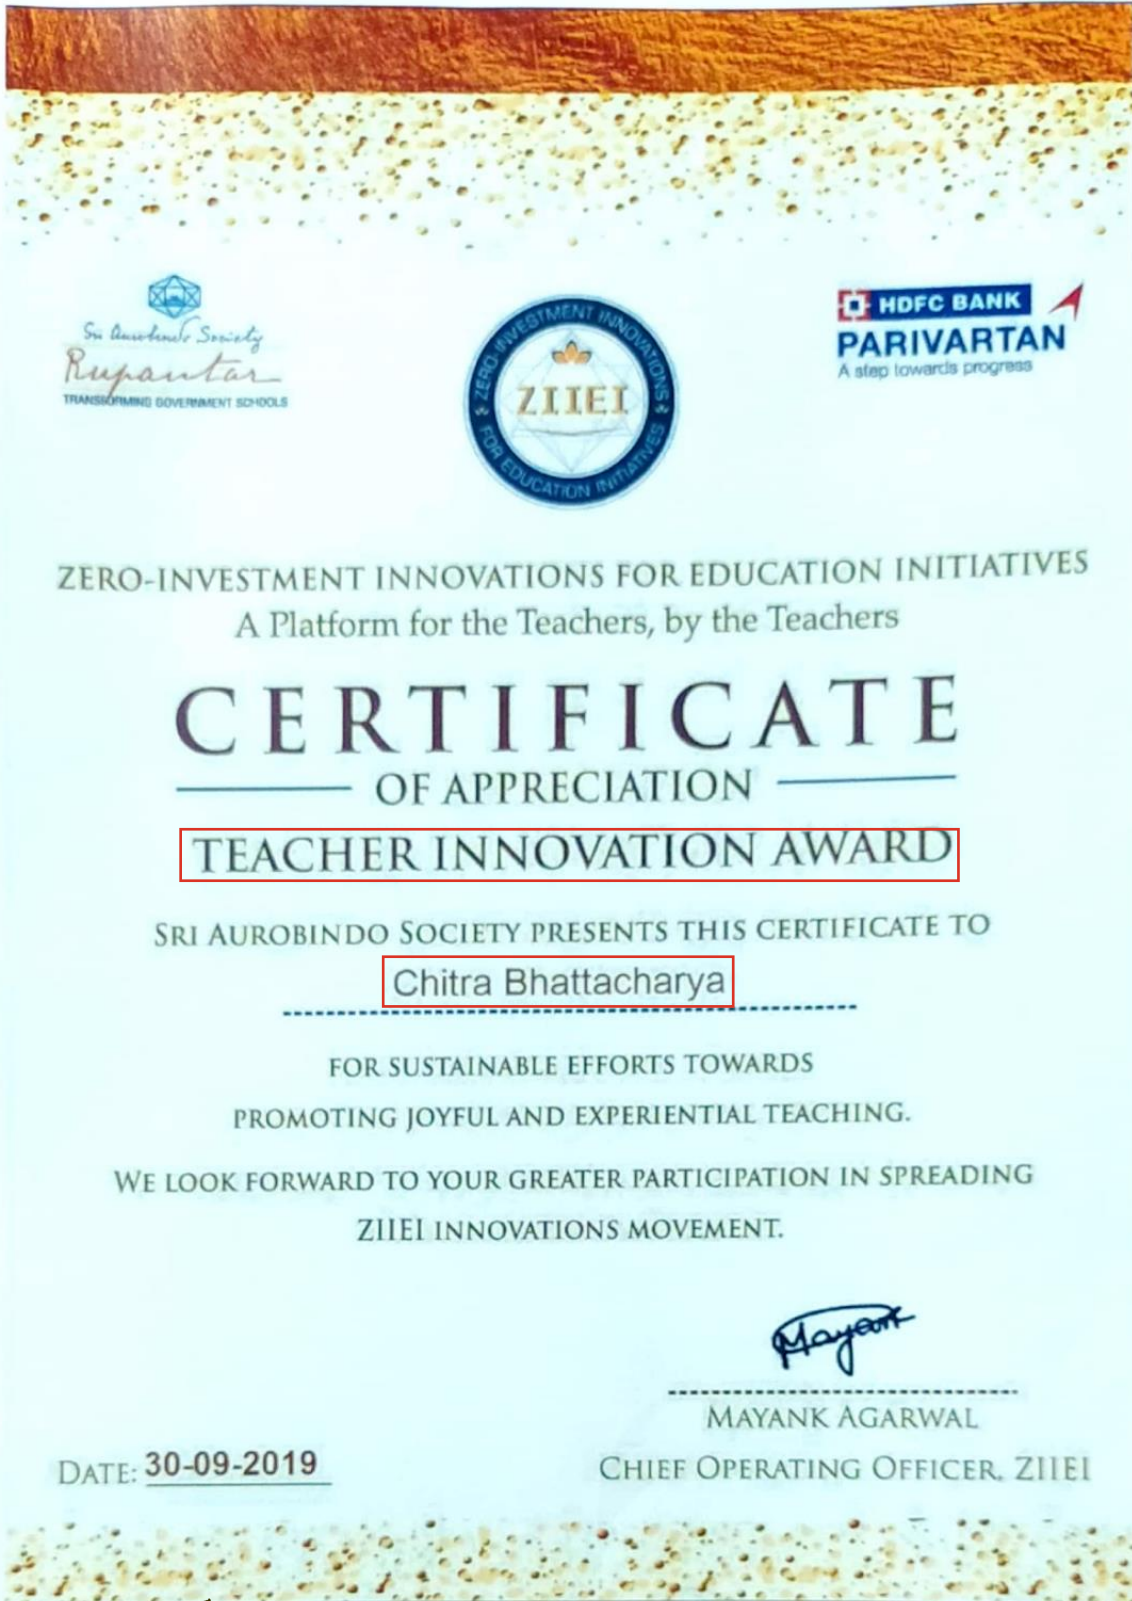 Sri Aurobindo Society
Rupantar
TRANSFORMING GOVERNMENT SCHOOLS
ZERO-INVESTMENT INNOVATIONS
FOR EDUCATION INITIATIVES
ZIIEI
HDFC BANK
PARIVARTAN
A step towards progress
ZERO-INVESTMENT INNOVATIONS FOR EDUCATION INITIATIVES
A Platform for the Teachers, by the Teachers
CERTIFICATE
OF APPRECIATION
TEACHER INNOVATION AWARD
SRI AUROBINDO SOCIETY PRESENTS THIS CERTIFICATE TO
Chitra Bhattacharya
FOR SUSTAINABLE EFFORTS TOWARDS
PROMOTING JOYFUL AND EXPERIENTIAL TEACHING.
WE LOOK FORWARD TO YOUR GREATER PARTICIPATION IN SPREADING
ZIIEI INNOVATIONS MOVEMENT.
Mayank
MAYANK AGARWAL
DATE: 30-09-2019
CHIEF OPERATING OFFICER, ZIIEI